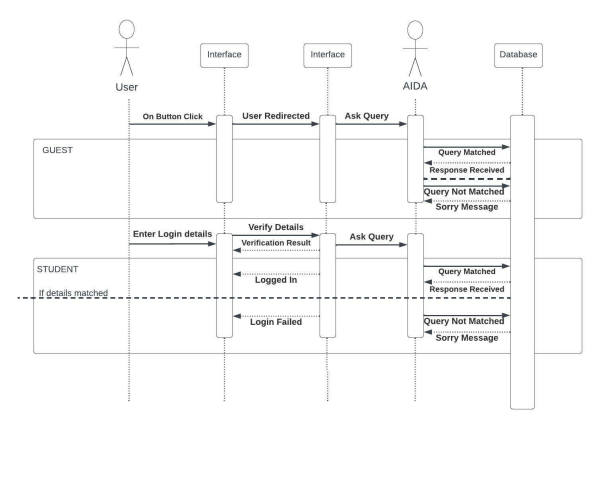 Interface
Interface
Database
User
AIDA
On Button Click
User Redirected
Ask Query
GUEST
Query Matched
Response Received
Query Not Matched
Sorry Message
Enter Login details
Verify Details
Verification Result
Ask Query
STUDENT
Query Matched
Logged In
Response Received
If details matched
Login Failed
Query Not Matched
Sorry Message